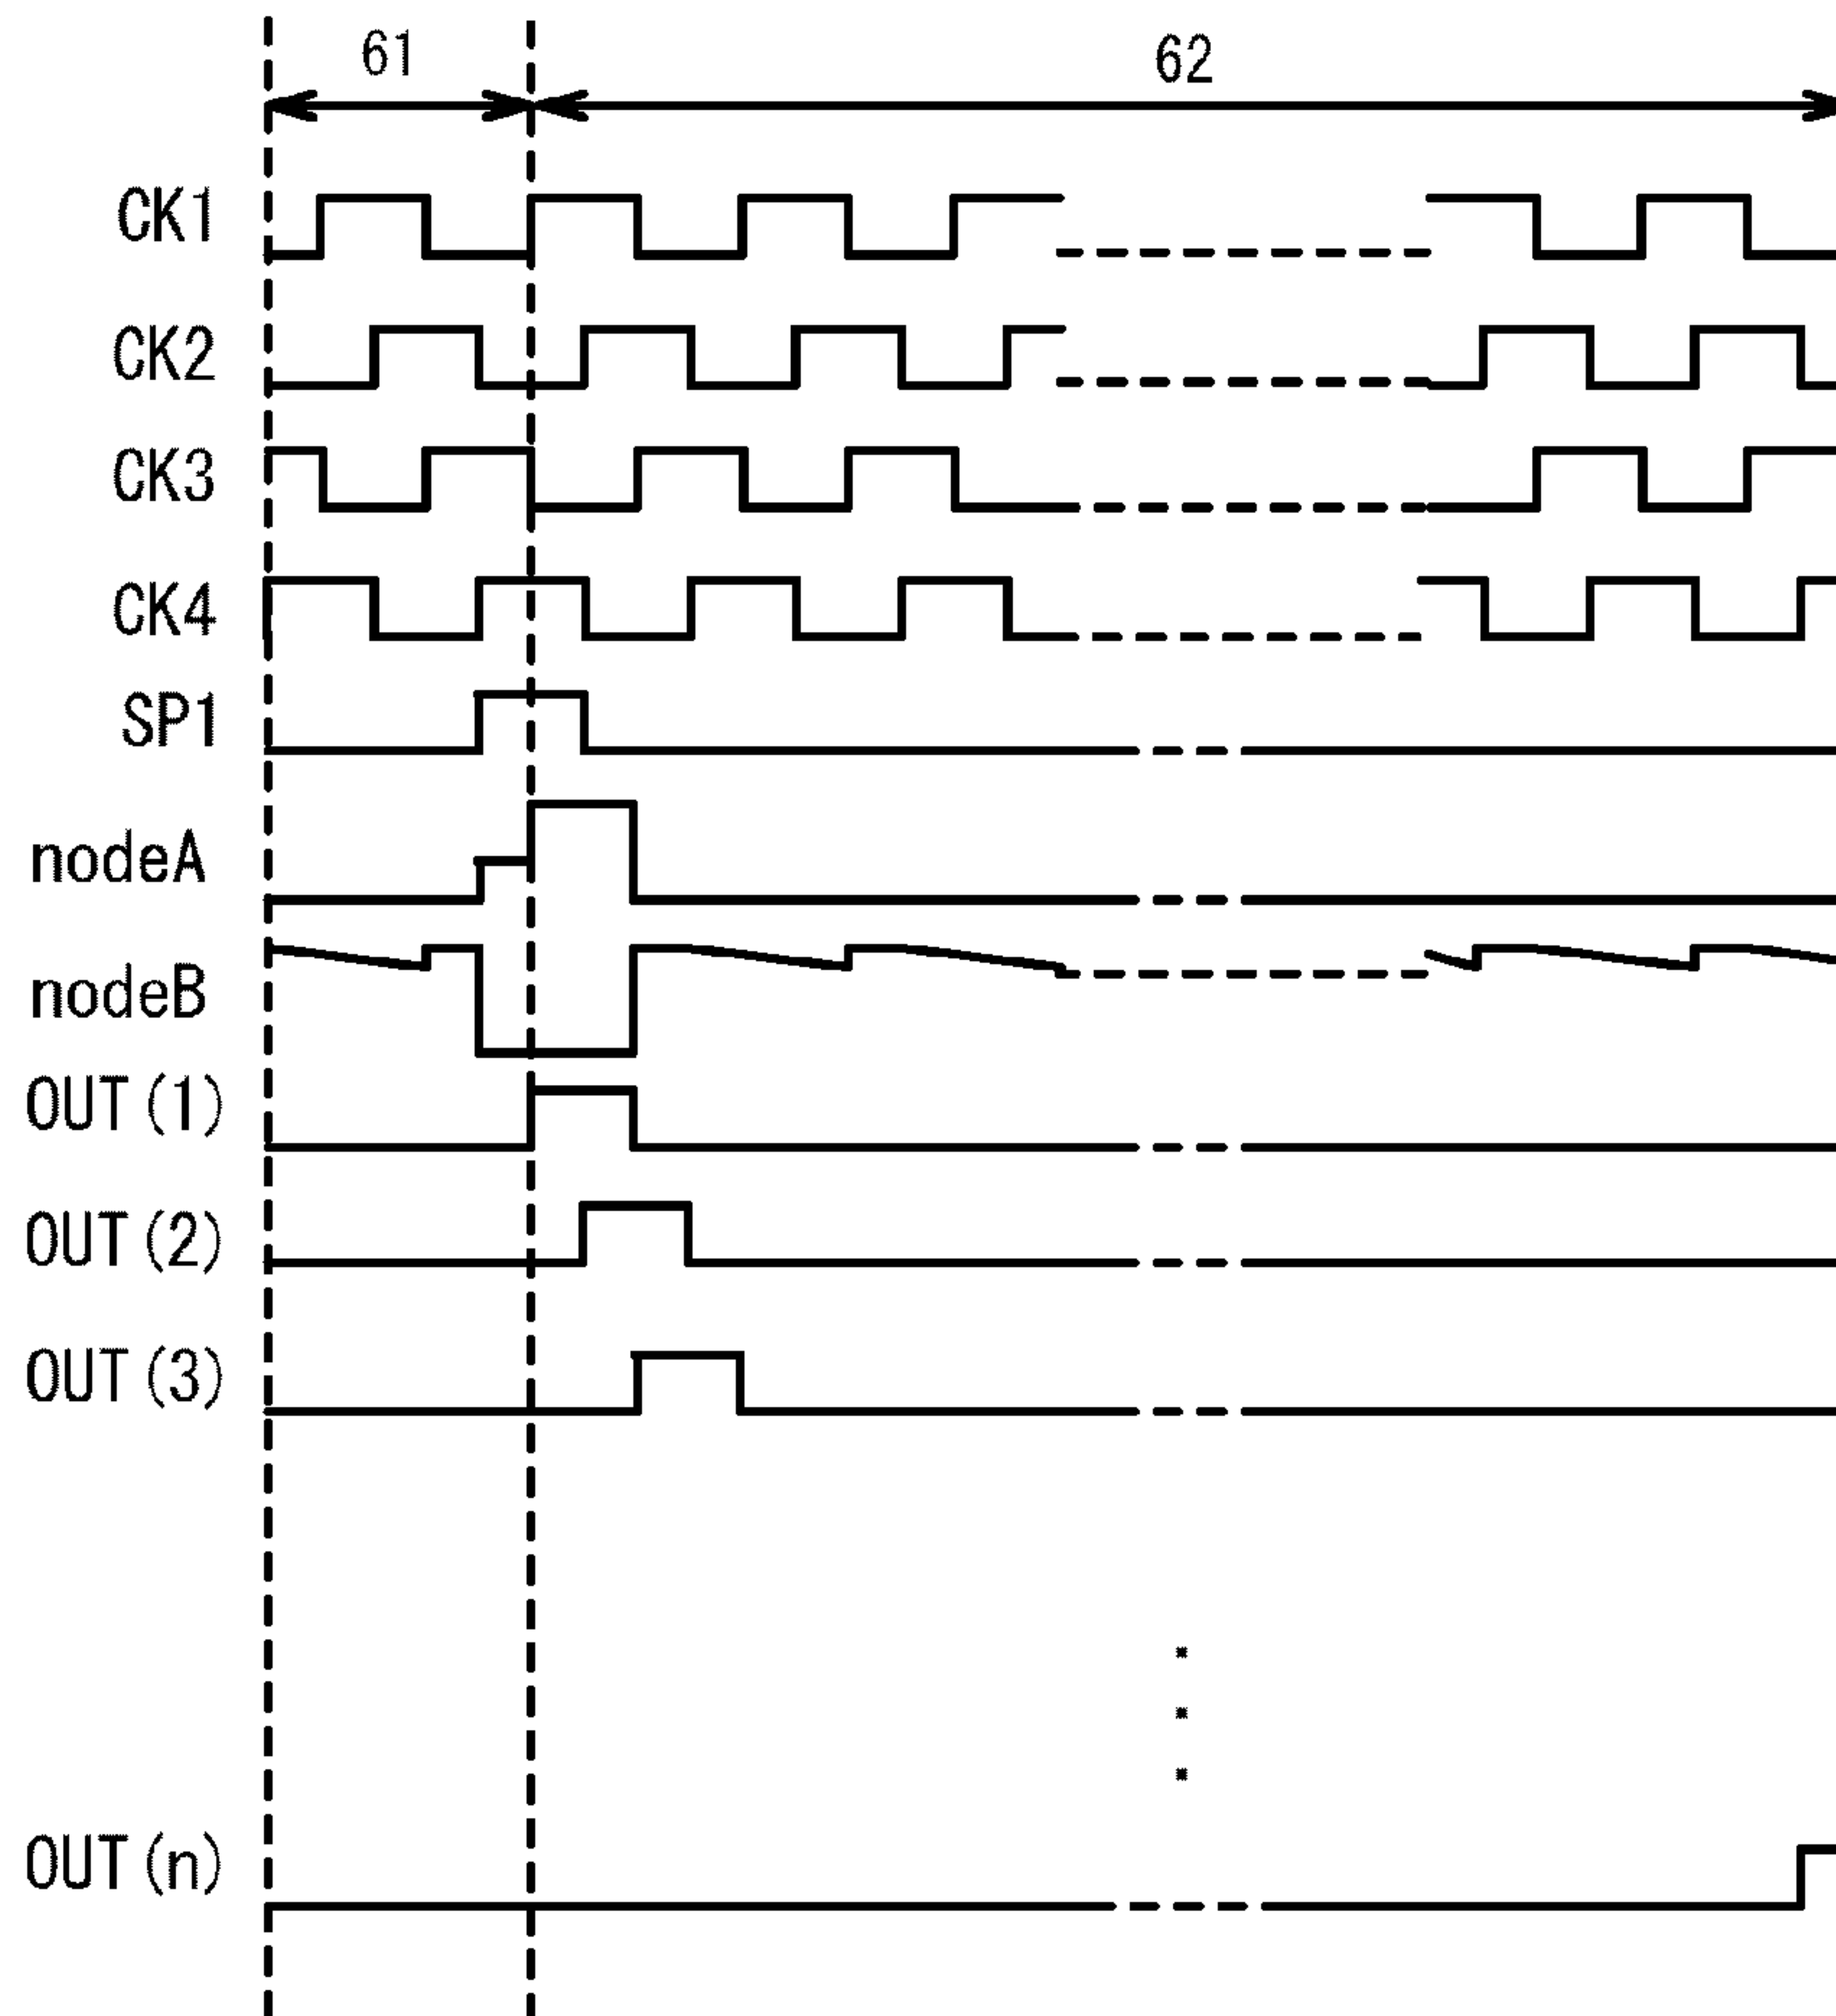 61
62
CK1
CK2
CK3
CK4
SP1
nodeA
nodeB
OUT(1)
OUT(2)
OUT(3)
OUT(n)